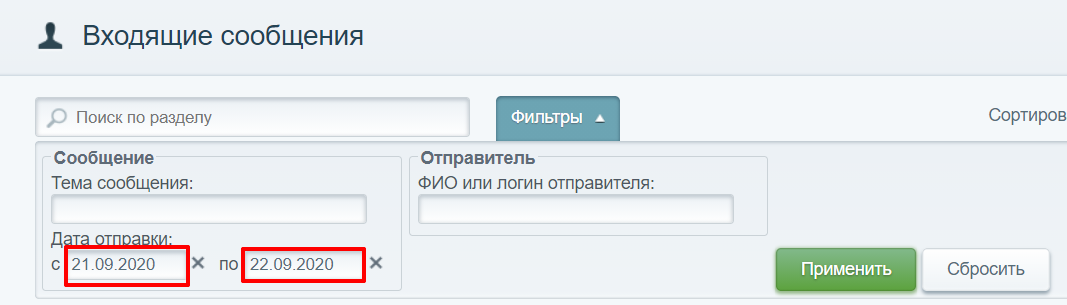 Входящие сообщения
Поиск по разделу
Фильтры
Сортиров
Сообщение
Отправитель
Тема сообщения:
ФИО или логин отправителя:
Дата отправки:
с 21.09.2020 по 22.09.2020
Применить
Сбросить